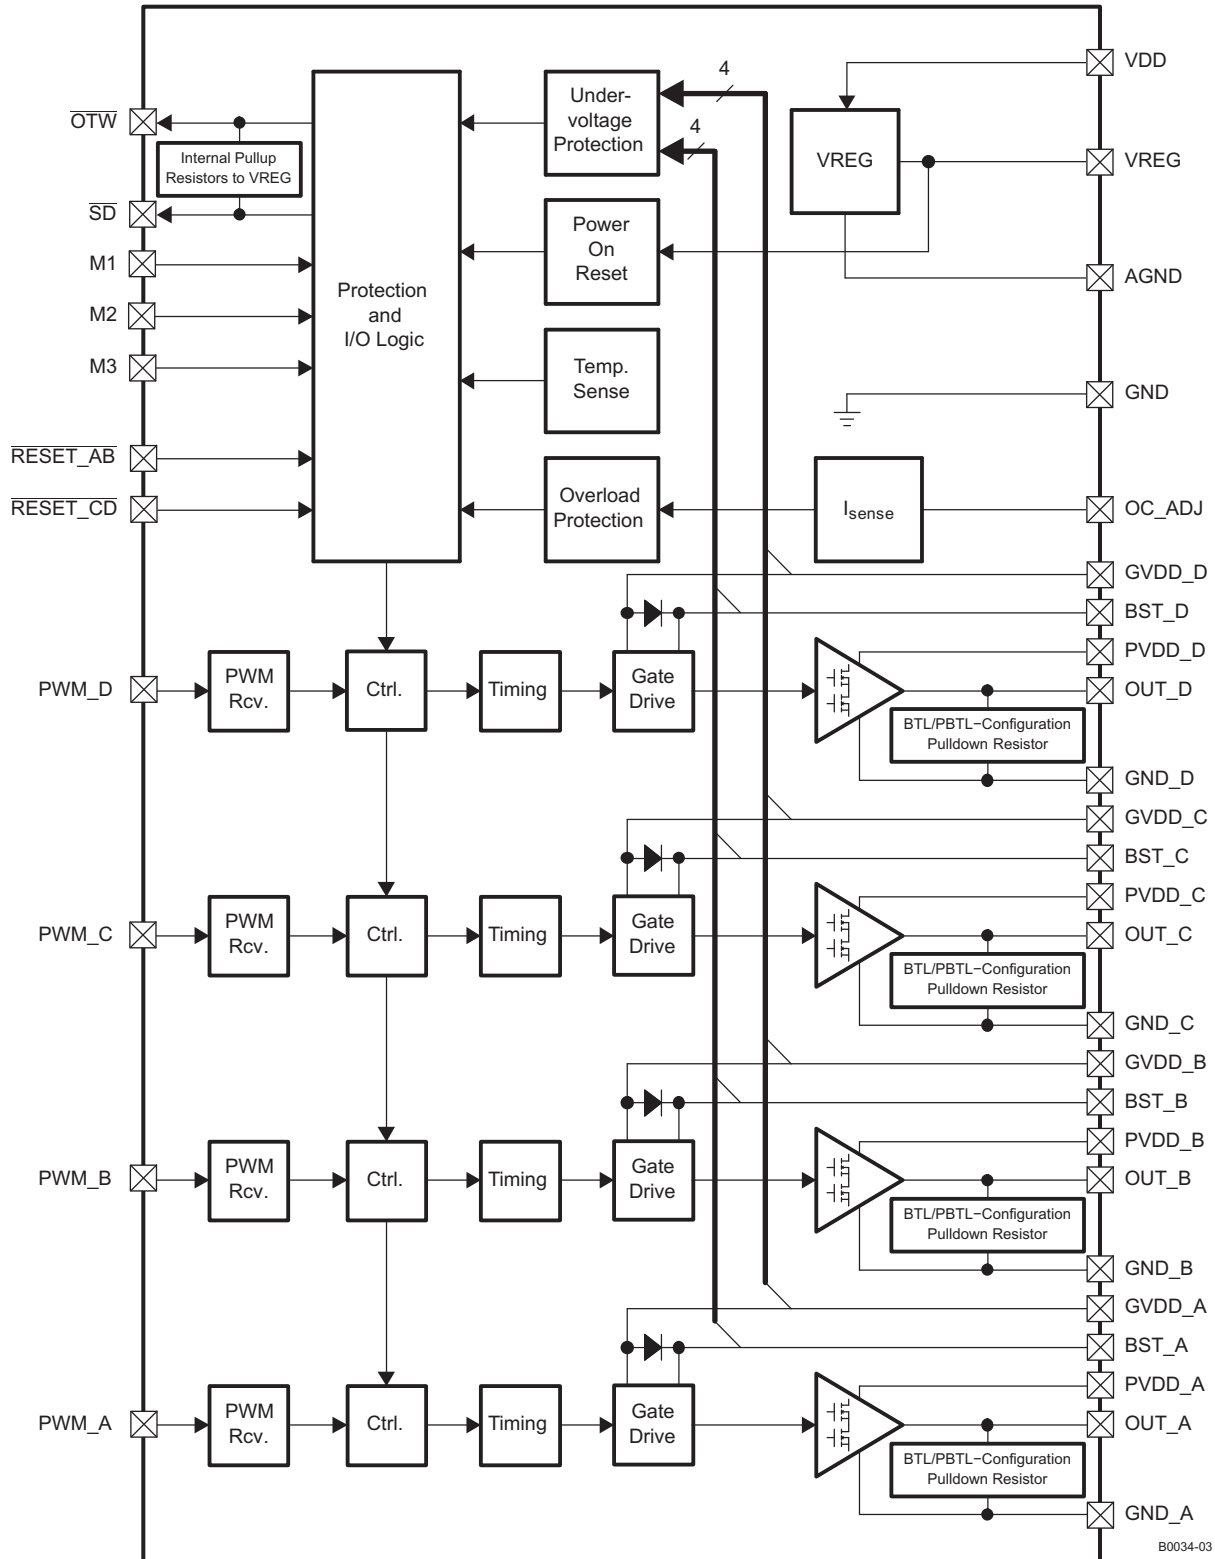 4
VDD
OTW
Under-
voltage
Protection
4
Internal Pullup
Resistors to VREG
VREG
VREG
SD
M1
Power
On
Reset
AGND
M2
Protection
and
I/O Logic
M3
Temp.
Sense
GND
RESET_AB
RESET_CD
Overload
Protection
Isense
OC_ADJ
GVDD_D
BST_D
PVDD_D
PWM_D
PWM
Rcv.
Ctrl.
Timing
Gate
Drive
OUT_D
BTL/PBTL−Configuration
Pulldown Resistor
GND_D
GVDD_C
BST_C
PVDD_C
PWM_C
PWM
Rcv.
Ctrl.
Timing
Gate
Drive
OUT_C
BTL/PBTL−Configuration
Pulldown Resistor
GND_C
GVDD_B
BST_B
PVDD_B
PWM_B
PWM
Rcv.
Ctrl.
Timing
Gate
Drive
OUT_B
BTL/PBTL−Configuration
Pulldown Resistor
GND_B
GVDD_A
BST_A
PVDD_A
PWM_A
PWM
Rcv.
Ctrl.
Timing
Gate
Drive
OUT_A
BTL/PBTL−Configuration
Pulldown Resistor
GND_A
B0034-03